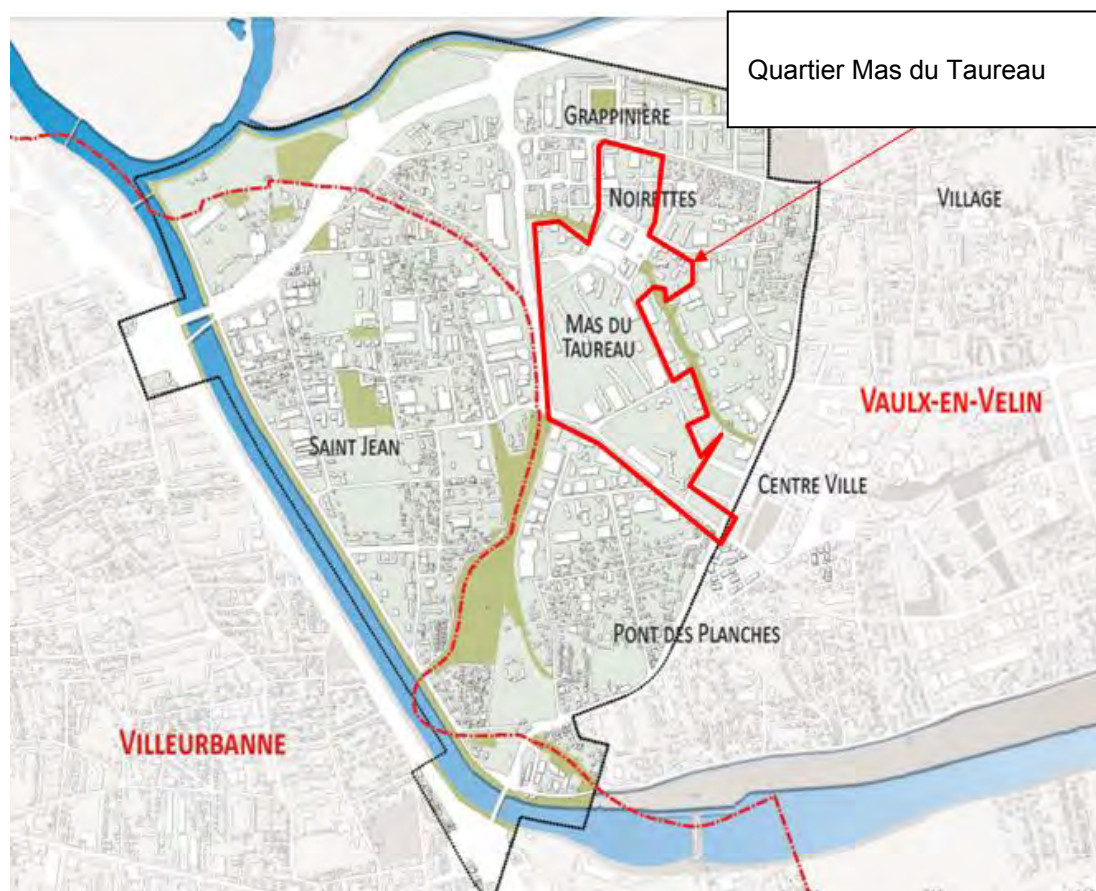 Quartier Mas du Taureau
GRAPPINIÈRE
NOIRETTES
VILLAGE
MAS DU
TAUREAU
VAULX-EN-VELIN
SAINT JEAN
CENTRE VILLE
PONT DES PLANCHES
VILLEURBANNE